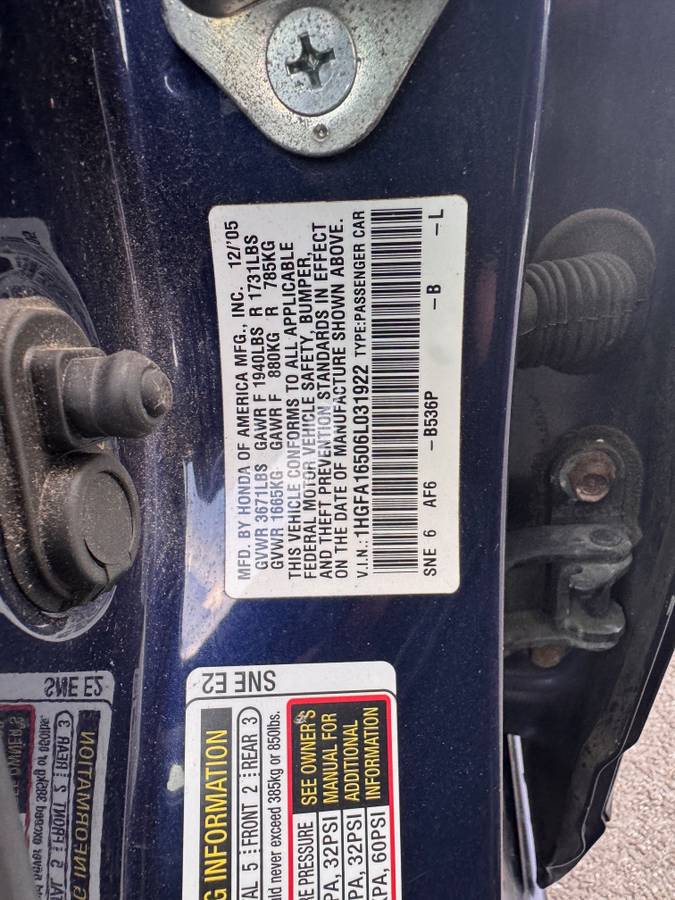 MFD. BY HONDA OF AMERICA MFG., INC. 12/'05
GVWR 3671LBS GAWR F 1940LBS R 1731LBS
GVWR 1665KG GAWR F 880KG R 785KG
THIS VEHICLE CONFORMS TO ALL APPLICABLE
FEDERAL MOTOR VEHICLE SAFETY, BUMPER,
AND THEFT PREVENTION STANDARDS IN EFFECT
ON THE DATE OF MANUFACTURE SHOWN ABOVE.
V.I.N.: 1HGFA16506L031922 TYPE:PASSENGER CAR
SNE 6 AF6 -B536P -B -L
SNE E2
INFORMATION
5 FRONT 2 REAR 3
never exceed 385kg or 850lbs.
PRESSURE
32PSI
32PSI
60PSI
SEE OWNER'S
MANUAL FOR
ADDITIONAL
INFORMATION